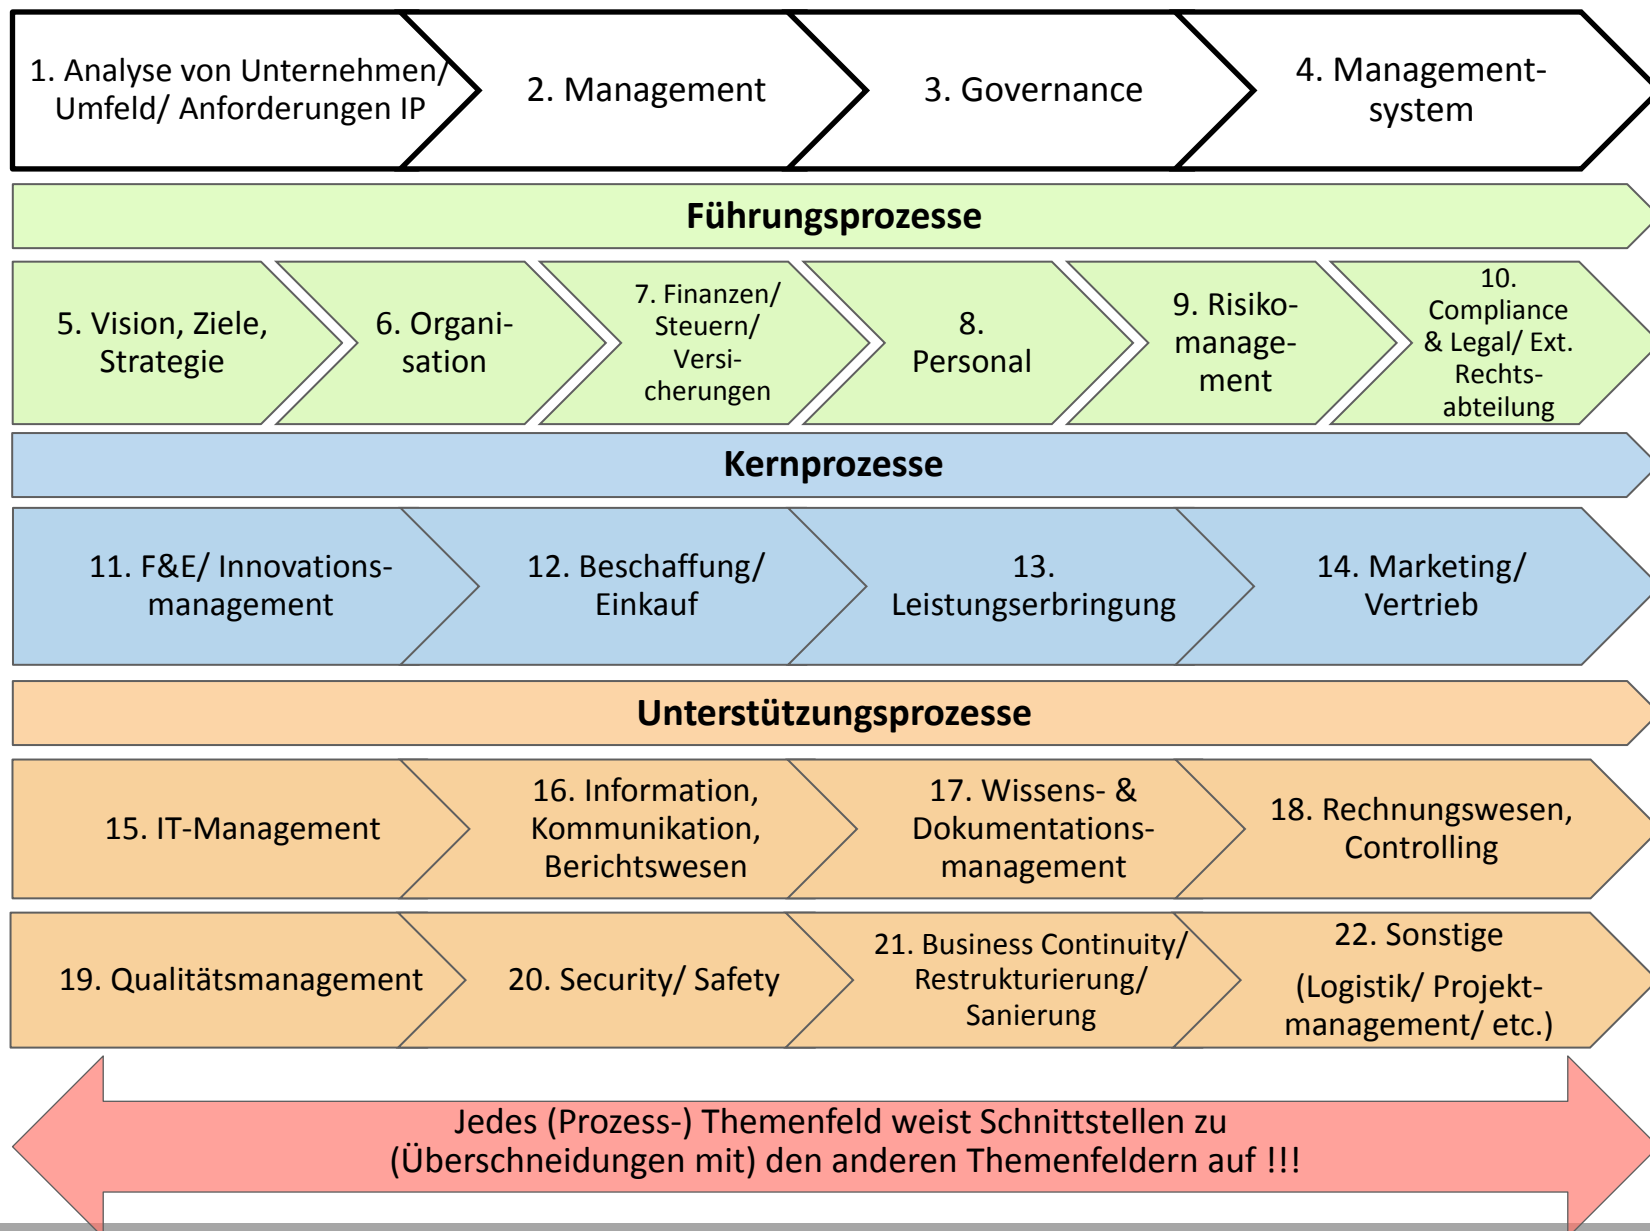 1. Analyse von Unternehmen/
Umfeld/ Anforderungen IP
2. Management
3. Governance
4. Management-
system
Führungsprozesse
5. Vision, Ziele,
Strategie
6. Organi-
sation
7. Finanzen/
Steuern/
Versi-
cherungen
8.
Personal
9. Risiko-
manage-
ment
10.
Compliance
& Legal/ Ext.
Rechts-
abteilung
Kernprozesse
11. F&E/ Innovations-
management
12. Beschaffung/
Einkauf
13.
Leistungserbringung
14. Marketing/
Vertrieb
Unterstützungsprozesse
15. IT-Management
16. Information,
Kommunikation,
Berichtswesen
17. Wissens- &
Dokumentations-
management
18. Rechnungswesen,
Controlling
19. Qualitätsmanagement
20. Security/ Safety
21. Business Continuity/
Restrukturierung/
Sanierung
22. Sonstige
(Logistik/ Projekt-
management/ etc.)
Jedes (Prozess-) Themenfeld weist Schnittstellen zu
(Überschneidungen mit) den anderen Themenfeldern auf !!!